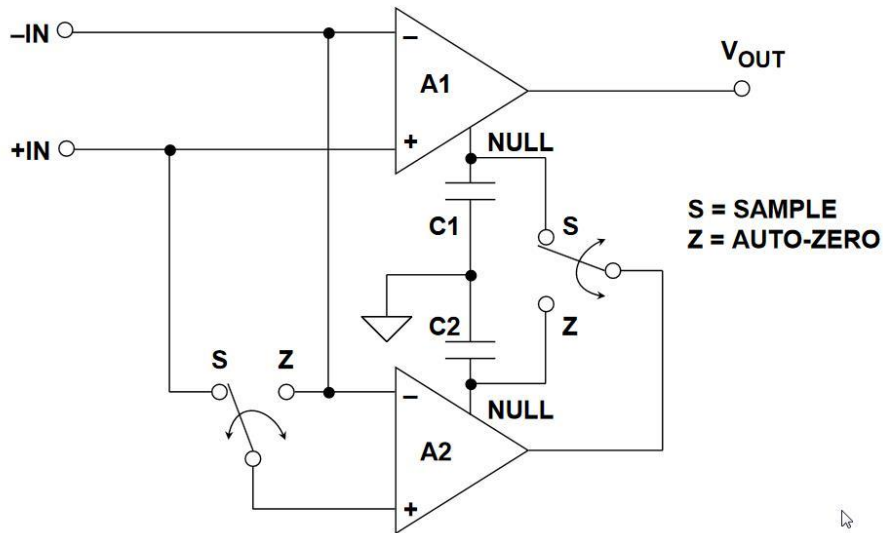 –IN
–
V_OUT
A1
+IN
+
NULL
S = SAMPLE
Z = AUTO-ZERO
C1
S
C2
Z
S
Z
–
NULL
A2
+